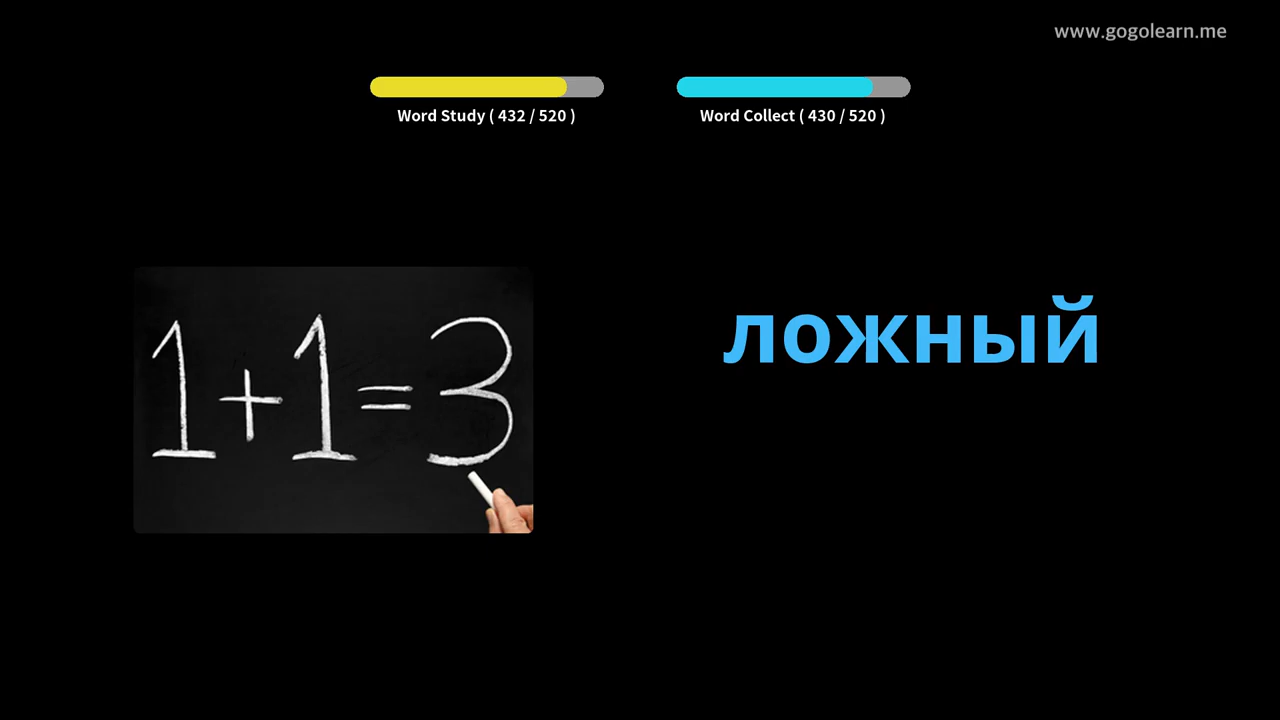 www.gogolearn.me
Word Study ( 432 / 520 )
Word Collect ( 430 / 520 )
1+1=3
ложный